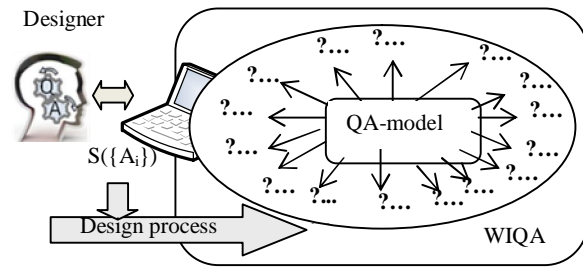 Designer
?…
?…
?…
?…
?…
Q
A
?…
?…
QA-model
?…
?…
S({Aᵢ})
?…
?…
?...
?…
?…
?…
Design process
WIQA